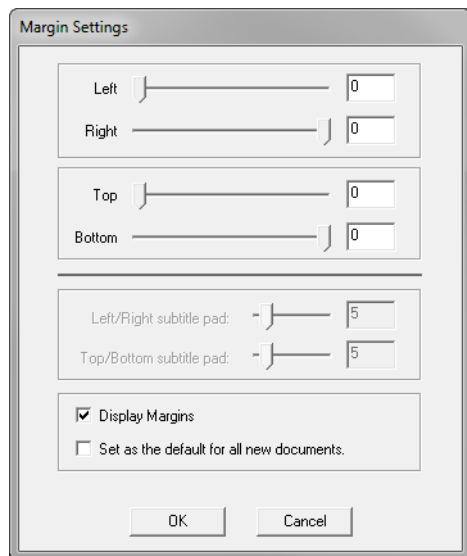 Margin Settings
Left 0
Right 0
Top 0
Bottom 0
Left/Right subtitle pad: 5
Top/Bottom subtitle pad: 5
Display Margins
Set as the default for all new documents.
OK Cancel